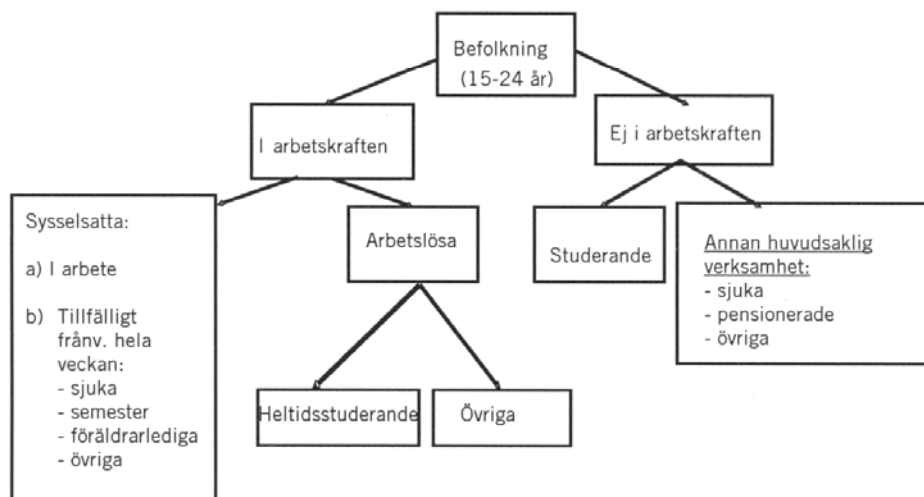 Befolkning
(15-24 år)
I arbetskraften
Ej i arbetskraften
Sysselsatta:
a) I arbete
b) Tillfälligt
frånv. hela
veckan:
- sjuka
- semester
- föräldrarlediga
- övriga
Arbetslösa
Studerande
Annan huvudsaklig
verksamhet:
- sjuka
- pensionerade
- övriga
Heltidsstuderande
Övriga